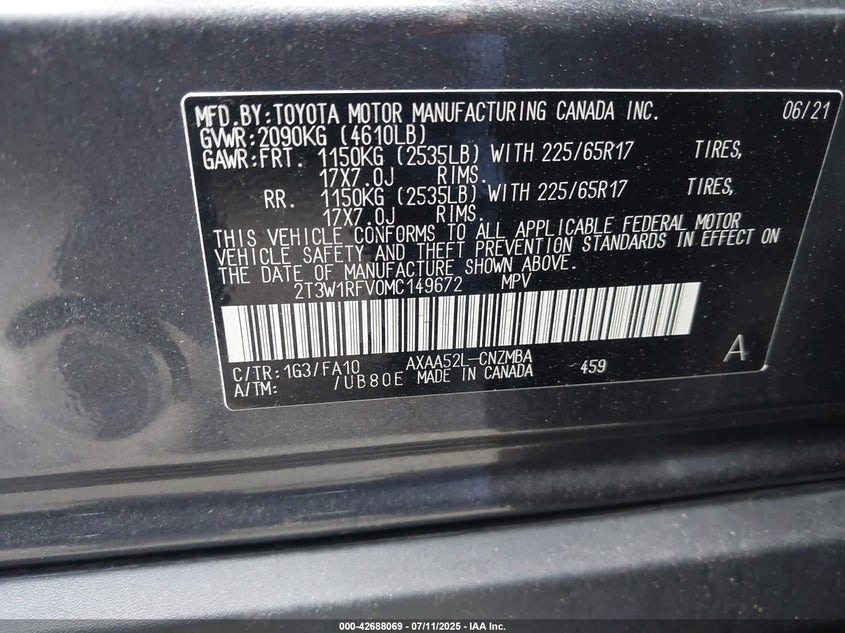 MFD.BY:TOYOTA MOTOR MANUFACTURING CANADA INC. 06/21
GVWR:2090KG (4610LB)
GAWR:FRT. 1150KG (2535LB) WITH 225/65R17 TIRES,
17X7.0J RIMS.
RR. 1150KG (2535LB) WITH 225/65R17 TIRES,
17X7.0J RIMS.
THIS VEHICLE CONFORMS TO ALL APPLICABLE FEDERAL MOTOR
VEHICLE SAFETY AND THEFT PREVENTION STANDARDS IN EFFECT ON
THE DATE OF MANUFACTURE SHOWN ABOVE.
2T3W1RFV0MC149672 MPV
C/TR:1G3/FA10 AXAA52L-CNZMBA 459 A
A/TM: /UB80E MADE IN CANADA
000-42688069 - 07/11/2025 - IAA Inc.